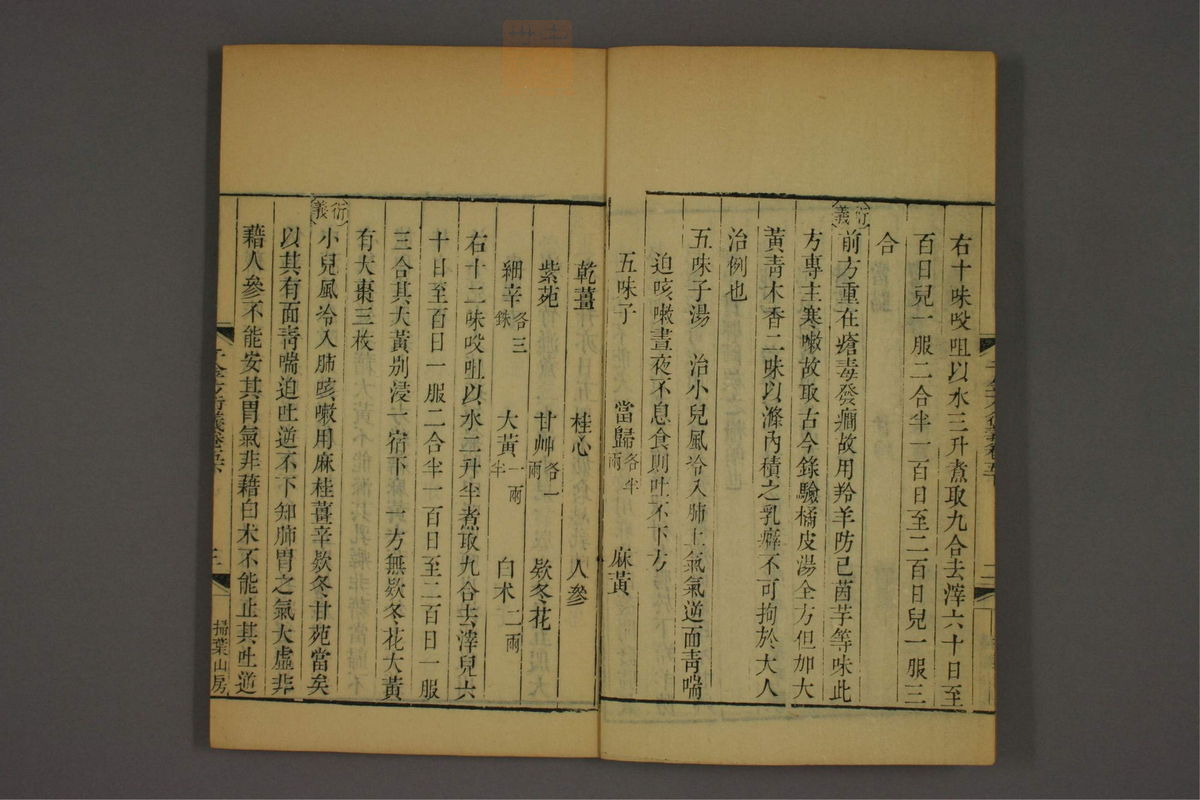 右十味㕮咀以水三升煮取九合去滓六十日至
百日兒一服二合半一百日至二百日兒一服三
合
衍義
前方重在瘡毒發癎故用羚羊防己茵芋等味此
方專主寒嗽故取古今錄驗橘皮湯全方但加大
黃青木香二味以滌內積之乳癖不可拘於大人
治例也
五味子湯 治小兒風冷入肺上氣氣逆面青喘
迫咳嗽晝夜不息食則吐不下方
五味子 當歸各半兩 麻黃
乾薑 桂心 人參
紫菀 甘艸各一兩 欵冬花
細辛各三銖 大黃一兩半 白朮二兩
右十二味㕮咀以水二升半煮取九合去滓兒六
十日至百日一服二合半一百日至二百日一服
三合其大黃別浸一宿下一方無欵冬花大黃
有大棗三枚
衍義
小兒風冷入肺咳嗽用麻桂薑辛欵冬甘菀當矣
以其有面青喘迫吐逆不下知肺胃之氣大虛非
藉人參不能安其胃氣非藉白朮不能止其吐逆
三
掃葉山房